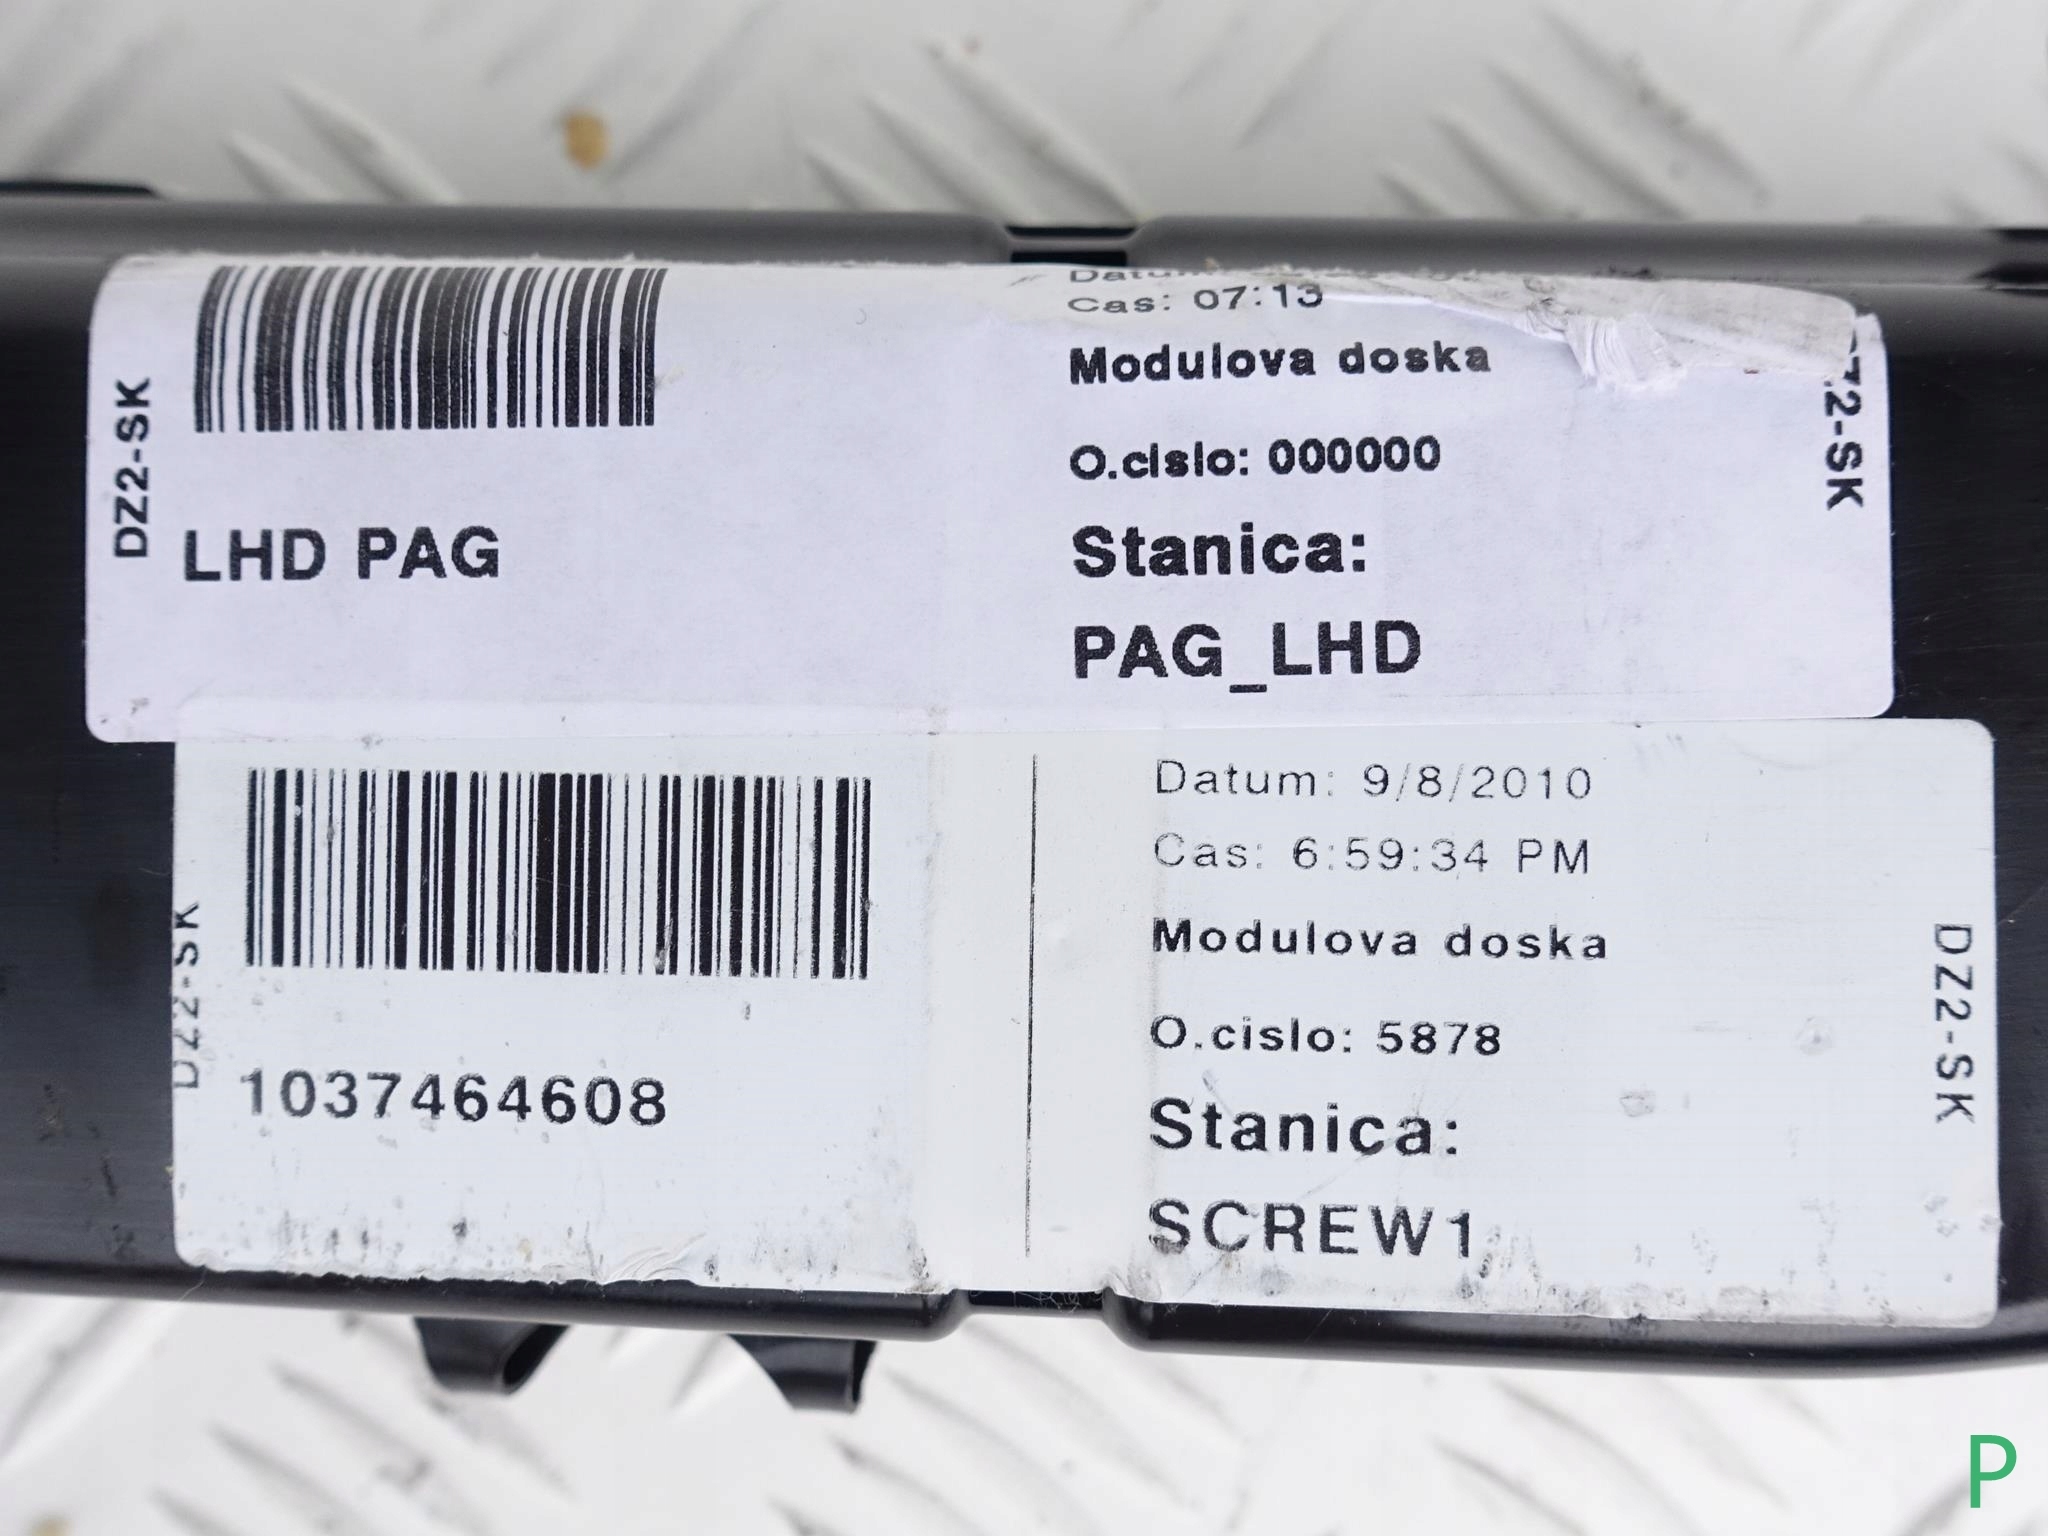 DZ2-SK
LHD PAG
Datum:
Cas: 07:13
Modulova doska
O.cislo: 000000
Stanica:
PAG_LHD
DZ2-SK
DZ2-SK
1037464608
Datum: 9/8/2010
Cas: 6:59:34 PM
Modulova doska
O.cislo: 5878
Stanica:
SCREW1
DZ2-SK
P